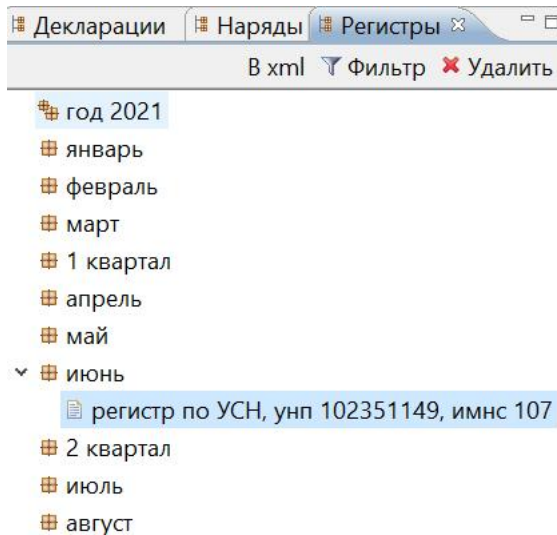 Декларации Наряды Регистры
В xml Фильтр Удалить
год 2021
январь
февраль
март
1 квартал
апрель
май
июнь
регистр по УСН, унп 102351149, имнс 107
2 квартал
июль
август